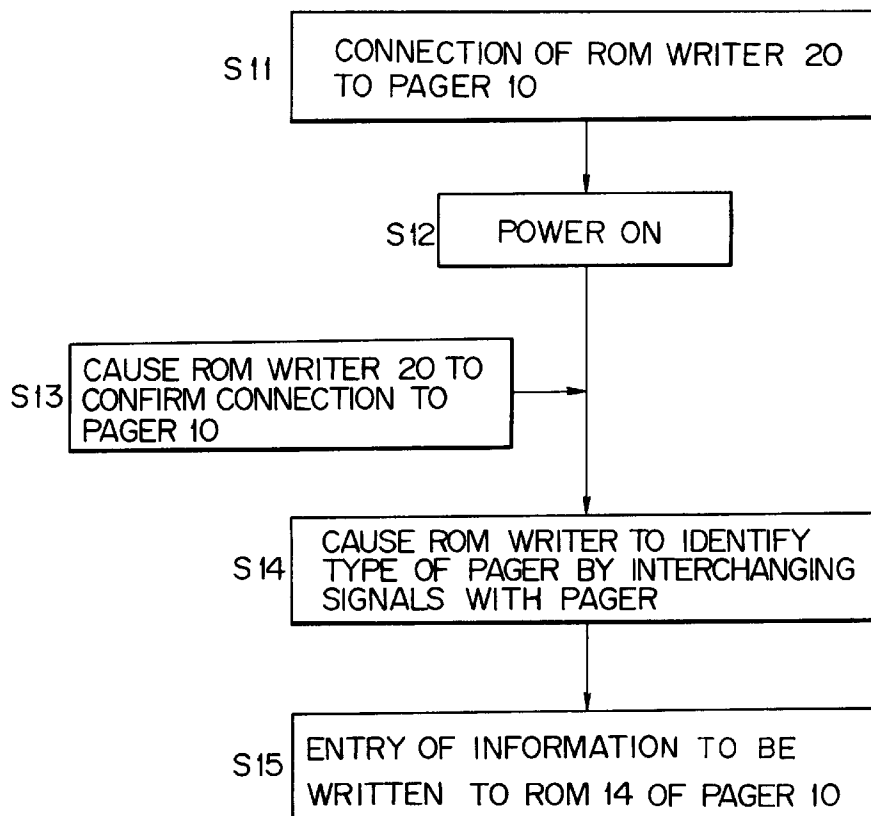 S11
CONNECTION OF ROM WRITER 20
TO PAGER 10
S12
POWER ON
S13
CAUSE ROM WRITER 20 TO
CONFIRM CONNECTION TO
PAGER 10
S14
CAUSE ROM WRITER TO IDENTIFY
TYPE OF PAGER BY INTERCHANGING
SIGNALS WITH PAGER
S15
ENTRY OF INFORMATION TO BE
WRITTEN TO ROM 14 OF PAGER 10